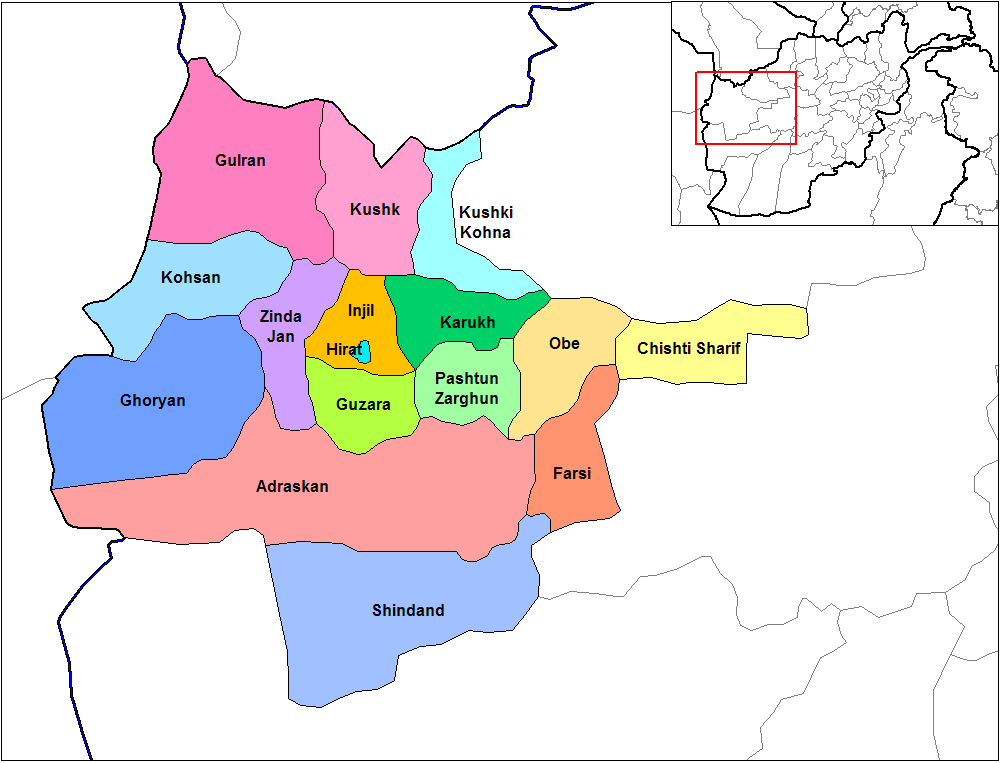 Gulran
Kushk
Kushki
Kohna
Kohsan
Zinda
Jan
Injil
Karukh
Hirat
Obe
Chishti Sharif
Ghoryan
Guzara
Pashtun
Zarghun
Farsi
Adraskan
Shindand